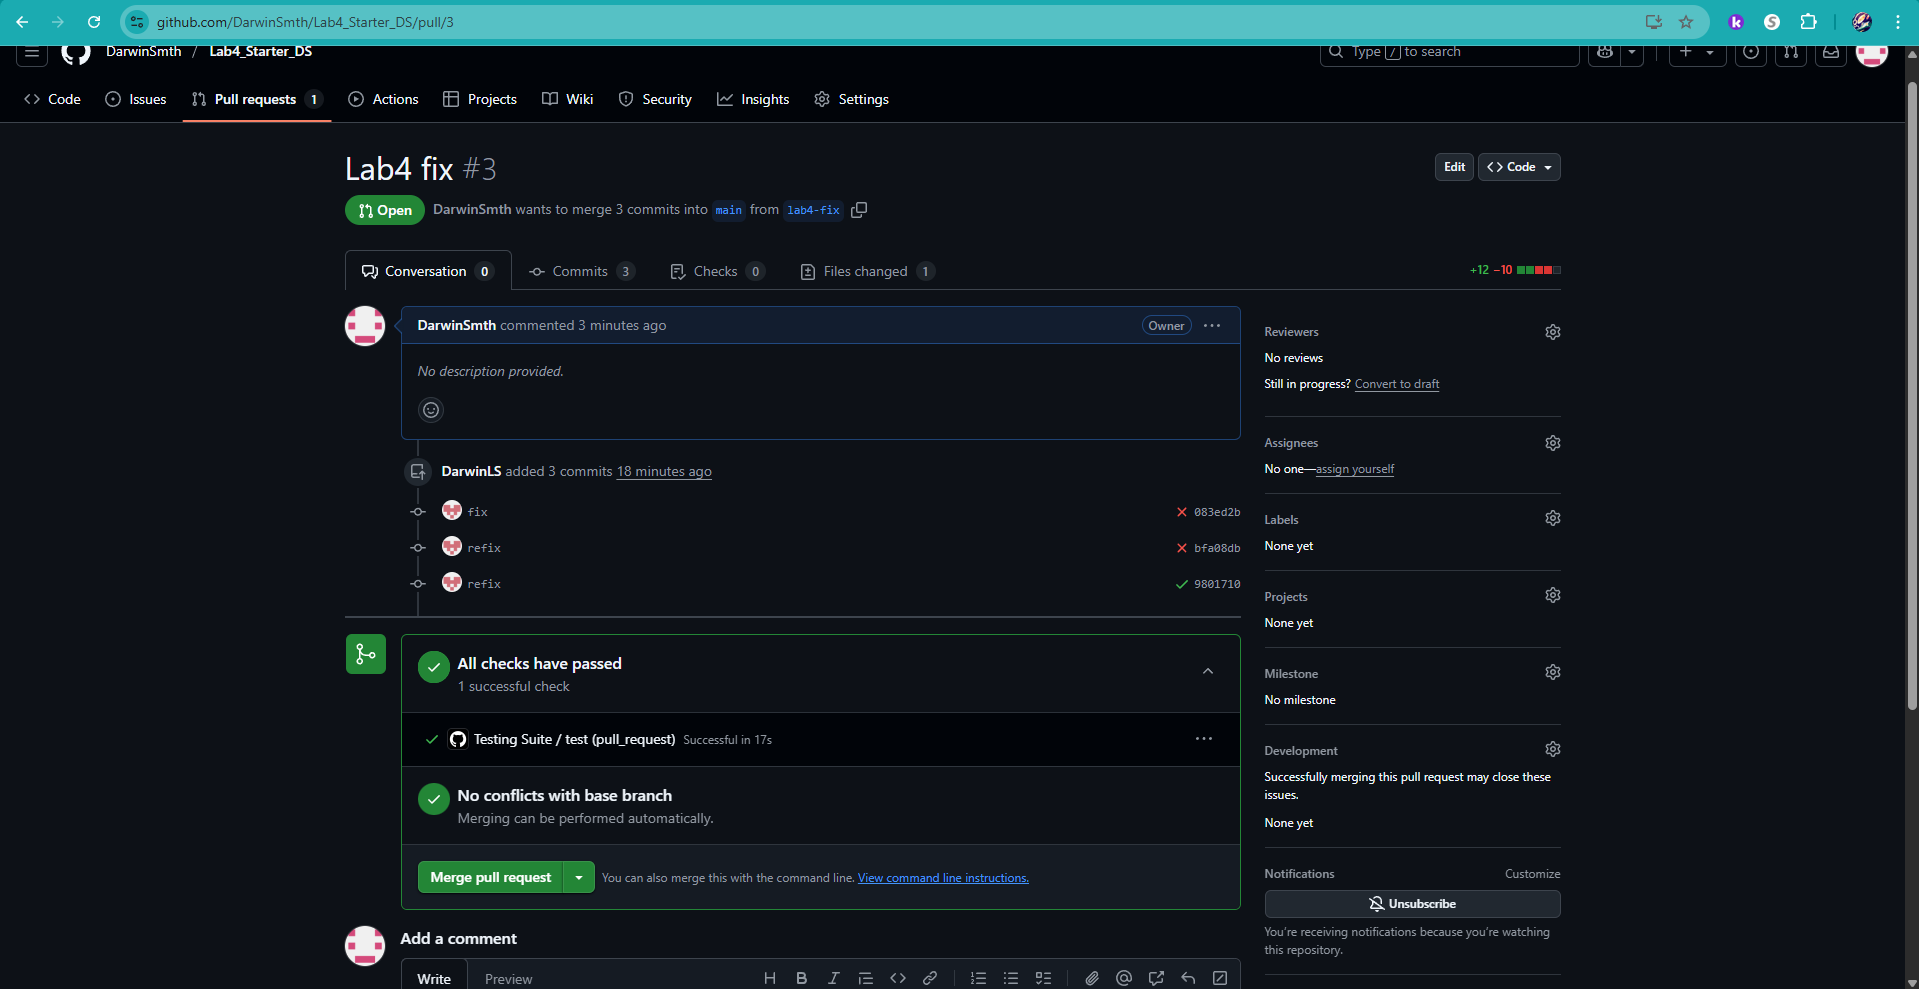 github.com/DarwinSmth/Lab4_Starter_DS/pull/3
DarwinSmth / Lab4_Starter_DS
Type / to search
Code
Issues
Pull requests 1
Actions
Projects
Wiki
Security
Insights
Settings
Lab4 fix #3
Edit
<> Code
Open
DarwinSmth wants to merge 3 commits into main from lab4-fix
Conversation 0
Commits 3
Checks 0
Files changed 1
+12 −10
DarwinSmth commented 3 minutes ago
Owner
No description provided.
DarwinLS added 3 commits 18 minutes ago
fix 083ed2b
refix bfa08db
refix 9801710
All checks have passed
1 successful check
Testing Suite / test (pull_request) Successful in 17s
No conflicts with base branch
Merging can be performed automatically.
Merge pull request
You can also merge this with the command line. View command line instructions.
Add a comment
Write
Preview
Reviewers
No reviews
Still in progress? Convert to draft
Assignees
No one—assign yourself
Labels
None yet
Projects
None yet
Milestone
No milestone
Development
Successfully merging this pull request may close these
issues.
None yet
Notifications
Customize
Unsubscribe
You're receiving notifications because you're watching
this repository.